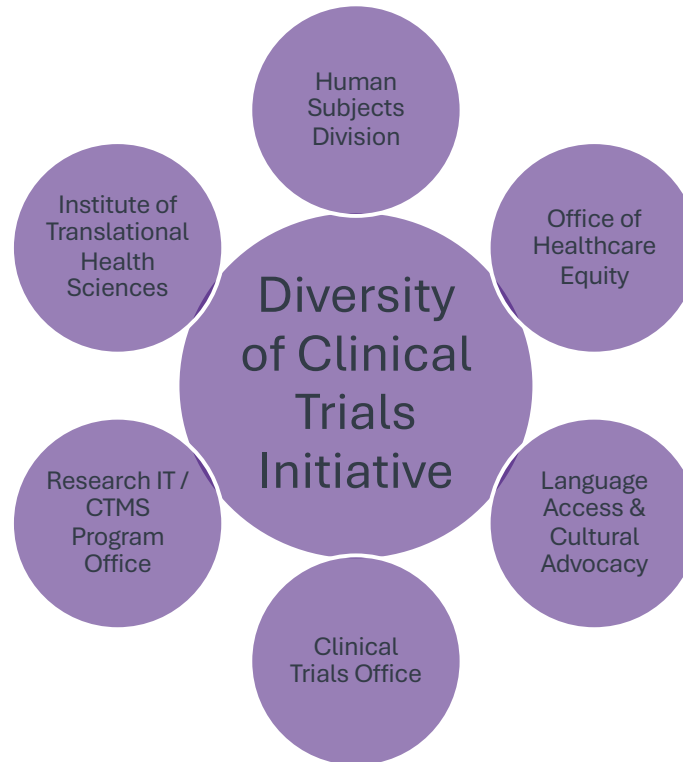 Human
Subjects
Division
Institute of
Translational
Health
Sciences
Office of
Healthcare
Equity
Diversity
of Clinical
Trials
Initiative
Research IT /
CTMS
Program
Office
Language
Access &
Cultural
Advocacy
Clinical
Trials Office